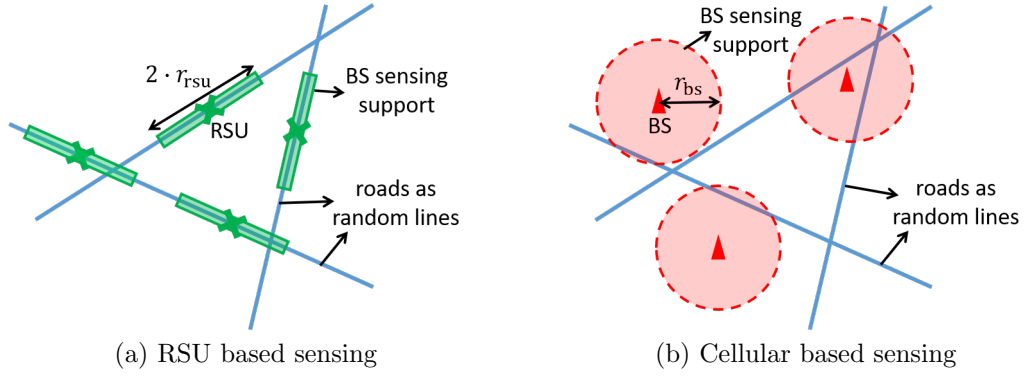 2 · r_rsu
RSU
BS sensing
support
roads as
random lines
(a) RSU based sensing
BS sensing
support
r_bs
BS
roads as
random lines
(b) Cellular based sensing